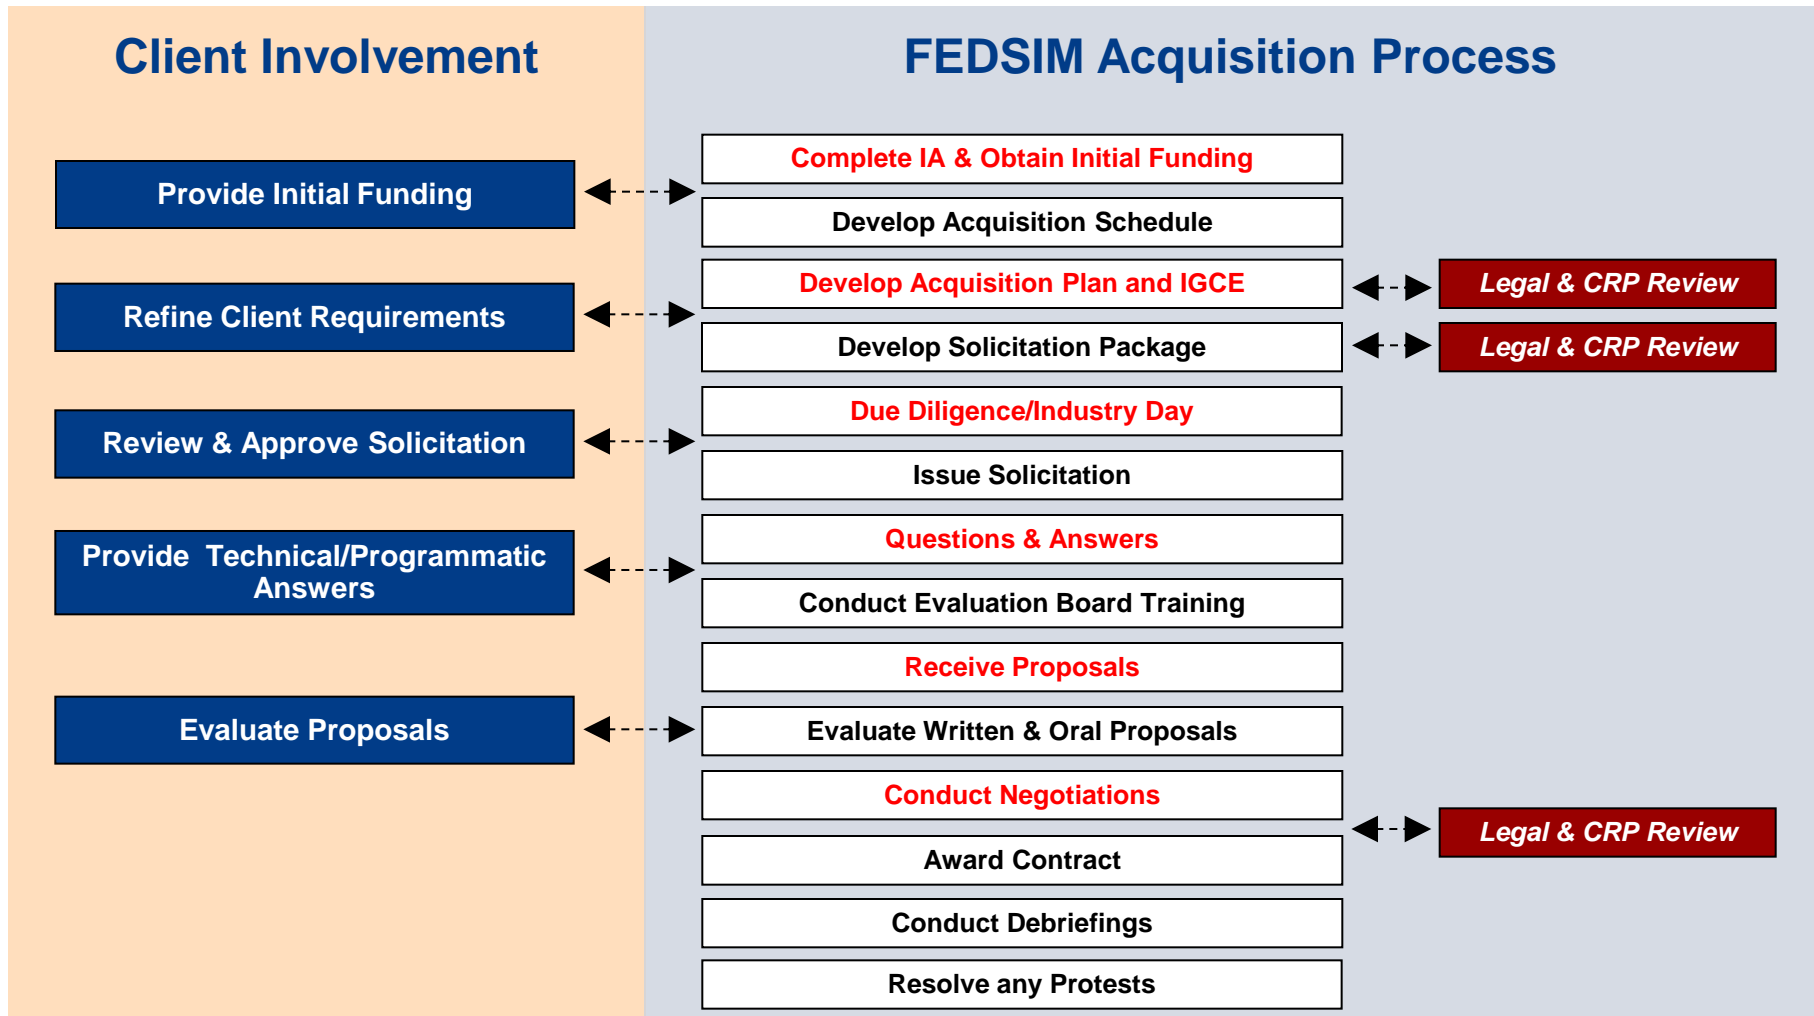 Client Involvement
FEDSIM Acquisition Process
Provide Initial Funding
Complete IA & Obtain Initial Funding
Develop Acquisition Schedule
Refine Client Requirements
Develop Acquisition Plan and IGCE
Legal & CRP Review
Develop Solicitation Package
Legal & CRP Review
Review & Approve Solicitation
Due Diligence/Industry Day
Issue Solicitation
Provide Technical/Programmatic
Answers
Questions & Answers
Conduct Evaluation Board Training
Receive Proposals
Evaluate Proposals
Evaluate Written & Oral Proposals
Conduct Negotiations
Legal & CRP Review
Award Contract
Conduct Debriefings
Resolve any Protests